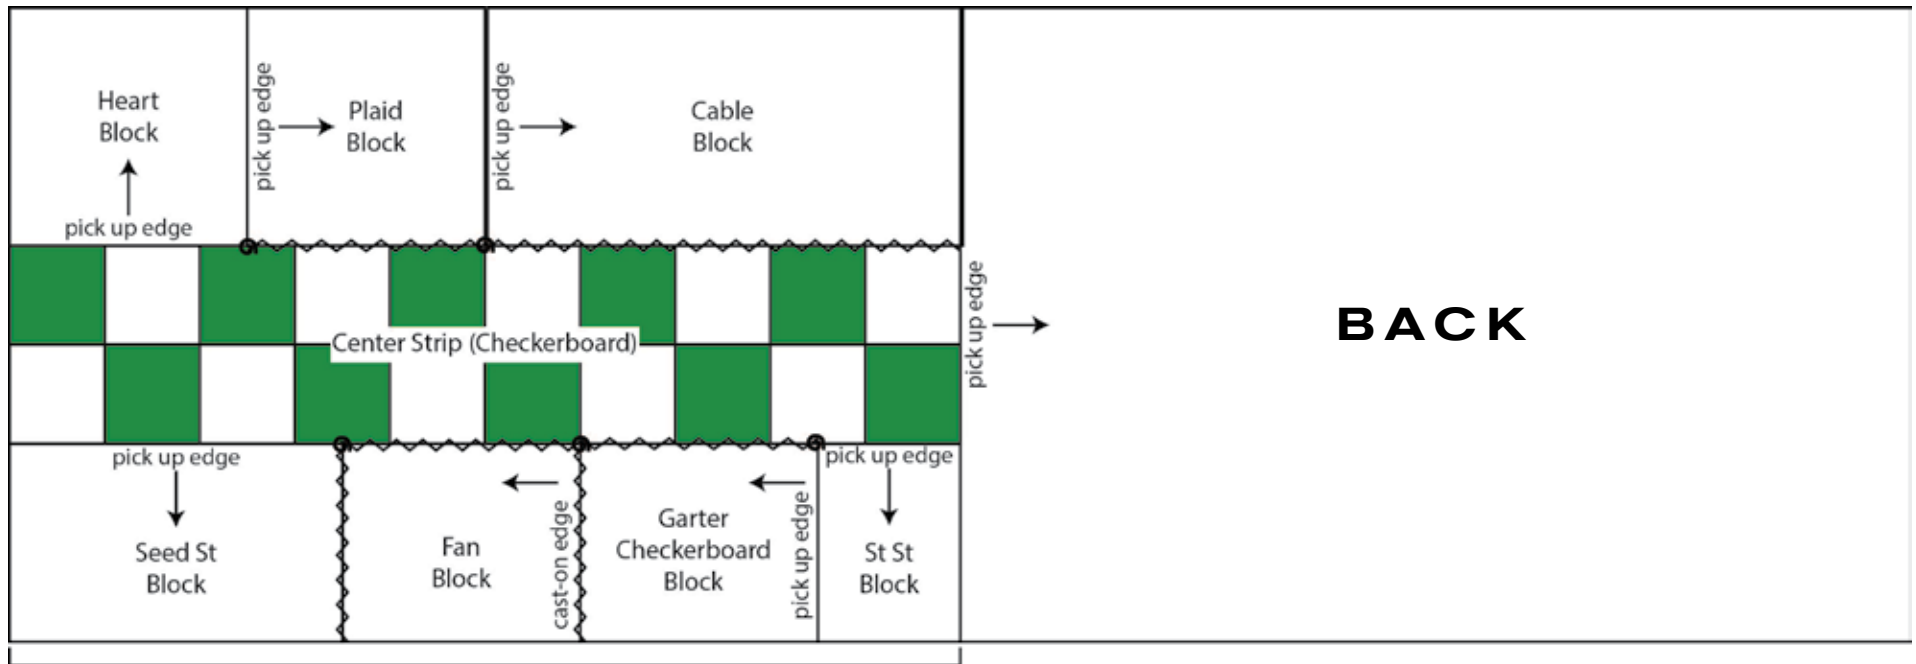 Heart
Block
pick up edge
pick up edge
Plaid
Block
pick up edge
Cable
Block
Center Strip (Checkerboard)
pick up edge
BACK
pick up edge
Seed St
Block
Fan
Block
cast-on edge
Garter
Checkerboard
Block
pick up edge
pick up edge
St St
Block